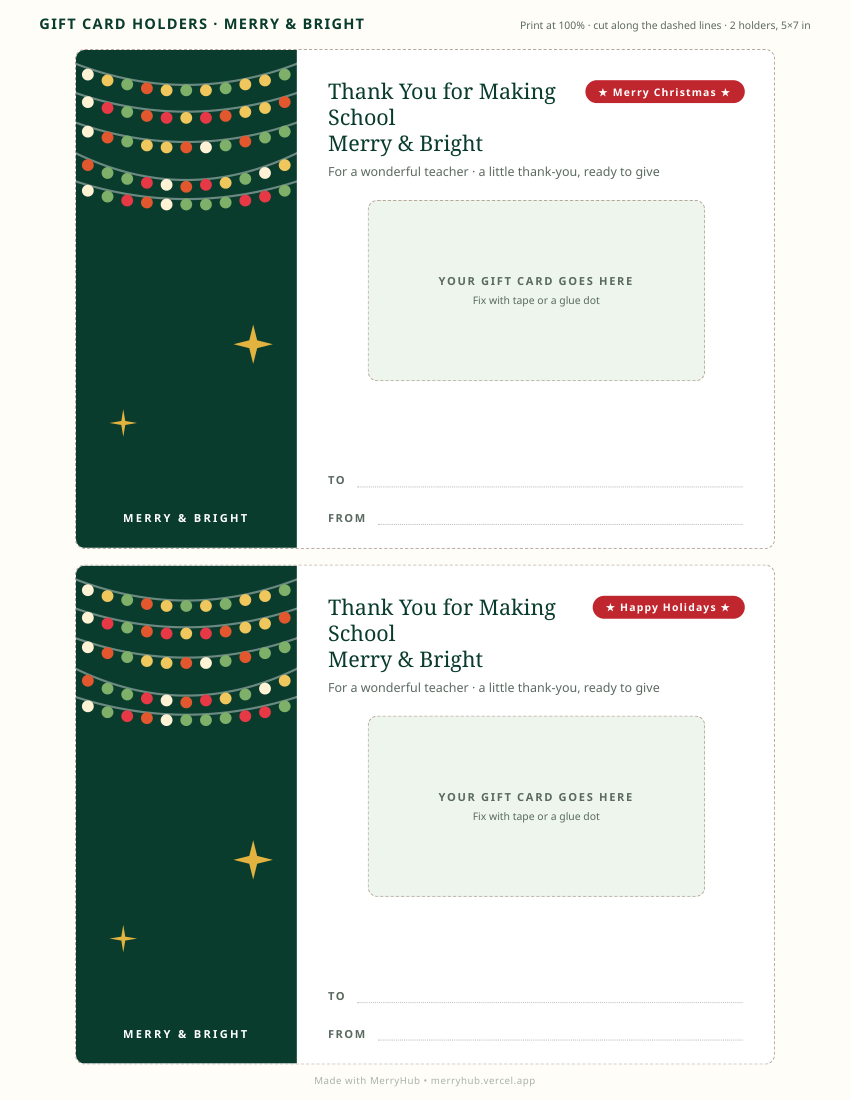 GIFT CARD HOLDERS · MERRY & BRIGHT
Print at 100% · cut along the dashed lines · 2 holders, 5×7 in
Thank You for Making
School
Merry & Bright
★ Merry Christmas ★
For a wonderful teacher · a little thank-you, ready to give
YOUR GIFT CARD GOES HERE
Fix with tape or a glue dot
TO
FROM
MERRY & BRIGHT
Thank You for Making
School
Merry & Bright
★ Happy Holidays ★
For a wonderful teacher · a little thank-you, ready to give
YOUR GIFT CARD GOES HERE
Fix with tape or a glue dot
TO
FROM
MERRY & BRIGHT
Made with MerryHub • merryhub.vercel.app